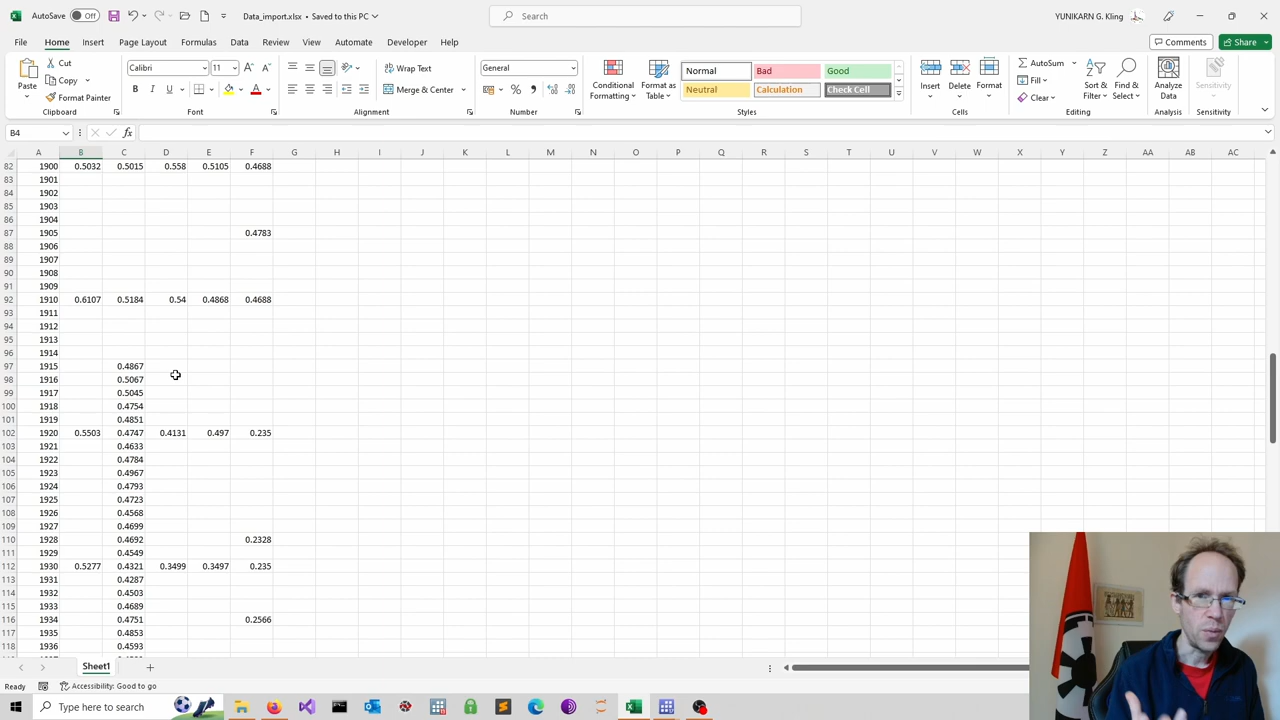 AutoSave Off Data_import.xlsx • Saved to this PC Search YUNIKARN G. Kling
File Home Insert Page Layout Formulas Data Review View Automate Developer Help Comments Share
Paste Cut Copy Format Painter Calibri 11 Wrap Text Merge & Center General Conditional Formatting Format as Table Normal Bad Good Neutral Calculation Check Cell Insert Delete Format AutoSum Fill Clear Sort & Filter Find & Select Analyze Data Sensitivity
Clipboard Font Alignment Number Styles Cells Editing Analysis Sensitivity
B4 fx
A B C D E F G H I J K L M N O P Q R S T U V W X Y Z AA AB AC
82 1900 0.5032 0.5015 0.558 0.5105 0.4688
83 1901
84 1902
85 1903
86 1904
87 1905 0.4783
88 1906
89 1907
90 1908
91 1909
92 1910 0.6107 0.5184 0.54 0.4868 0.4688
93 1911
94 1912
95 1913
96 1914
97 1915 0.4867
98 1916 0.5067
99 1917 0.5045
100 1918 0.4754
101 1919 0.4851
102 1920 0.5503 0.4747 0.4131 0.497 0.235
103 1921 0.4633
104 1922 0.4784
105 1923 0.4967
106 1924 0.4793
107 1925 0.4723
108 1926 0.4568
109 1927 0.4699
110 1928 0.4692 0.2328
111 1929 0.4549
112 1930 0.5277 0.4321 0.3499 0.3497 0.235
113 1931 0.4287
114 1932 0.4503
115 1933 0.4689
116 1934 0.4751 0.2566
117 1935 0.4853
118 1936 0.4593
Sheet1
Ready Accessibility: Good to go
Type here to search